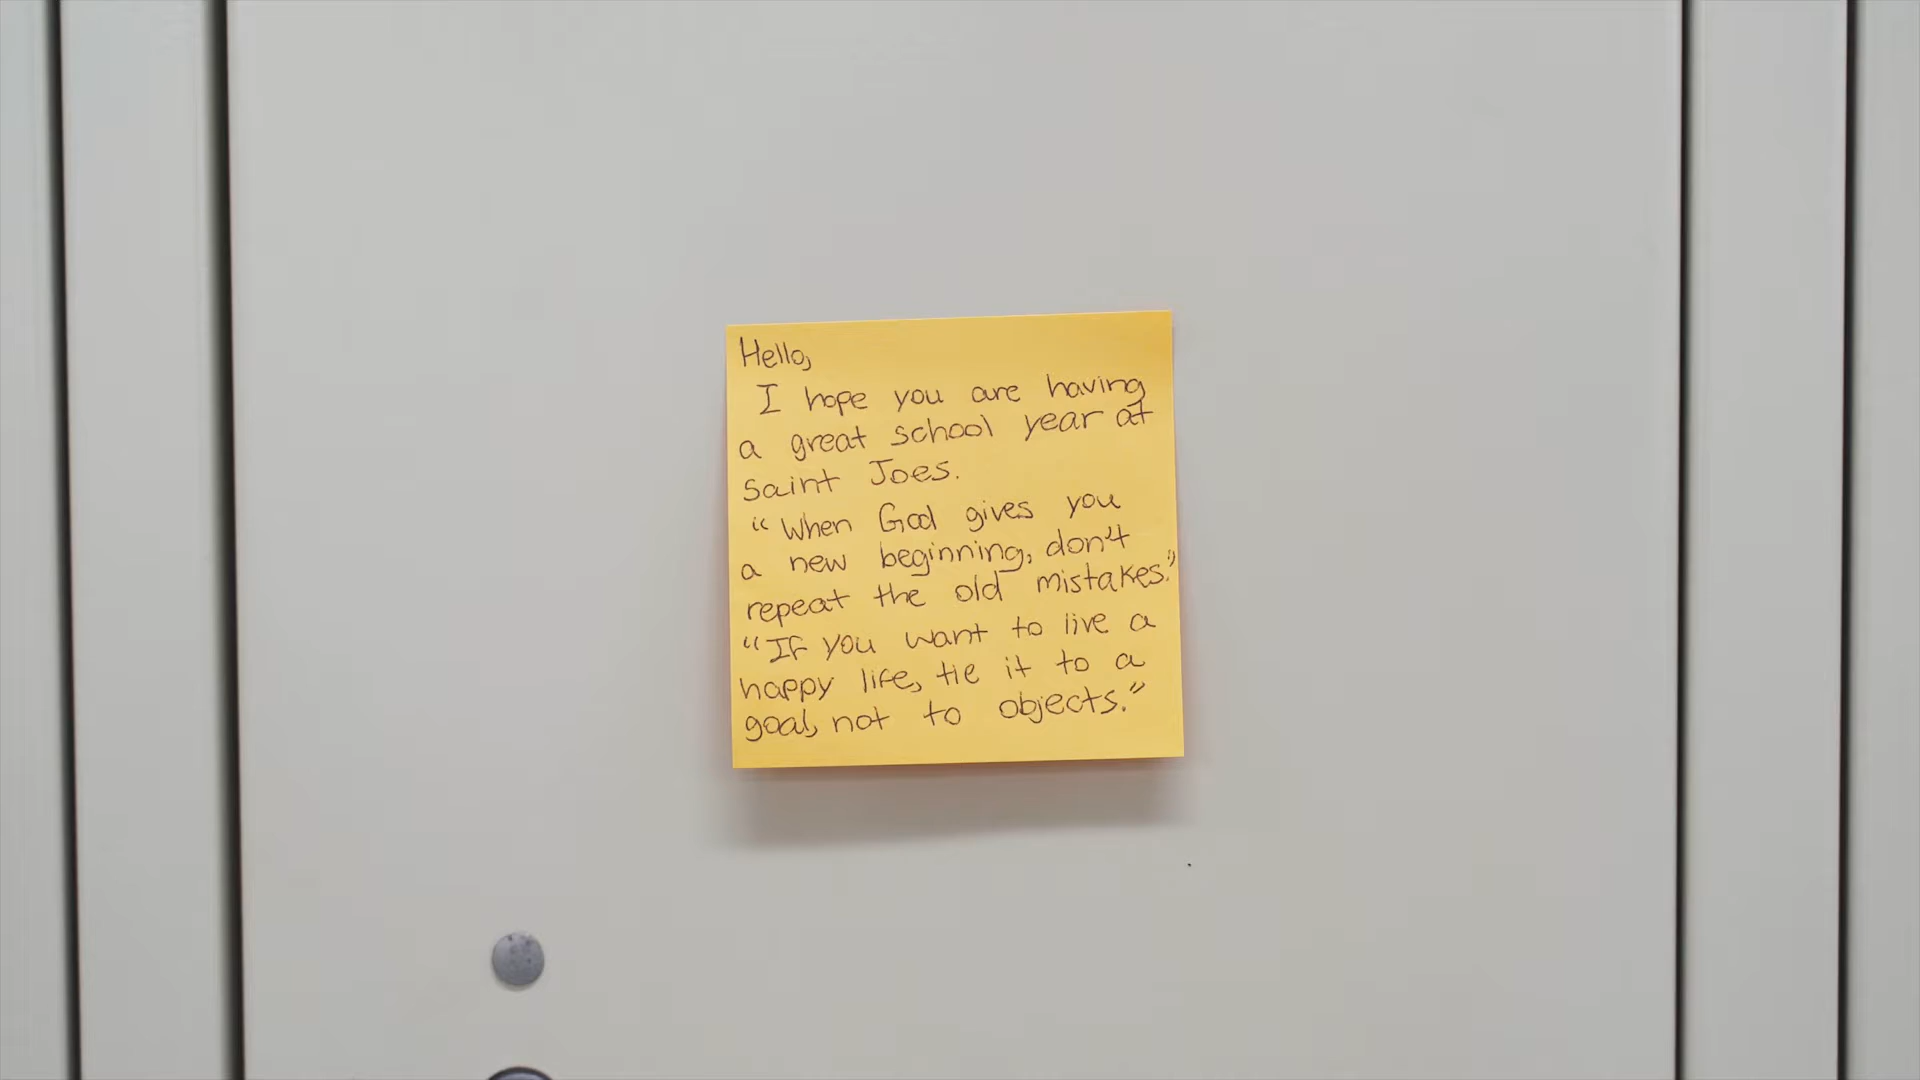 Hello,
I hope you are having
a great school year at
Saint Joes.
"When God gives you
a new beginning, don't
repeat the old mistakes."
"If you want to live a
happy life, tie it to a
goal, not to objects."